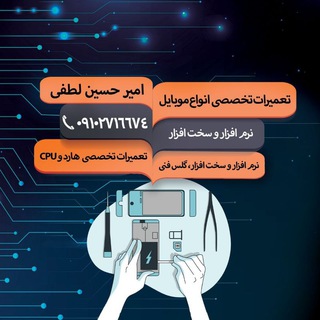 تعمیرات تخصصی انواع موبایل
امیر حسین لطفی
نرم افزار و سخت افزار
۰۹۱۰۲۷۱۶۶۷۴
نرم افزار و سخت افزار، گلس فنی
تعمیرات تخصصی هارد و CPU